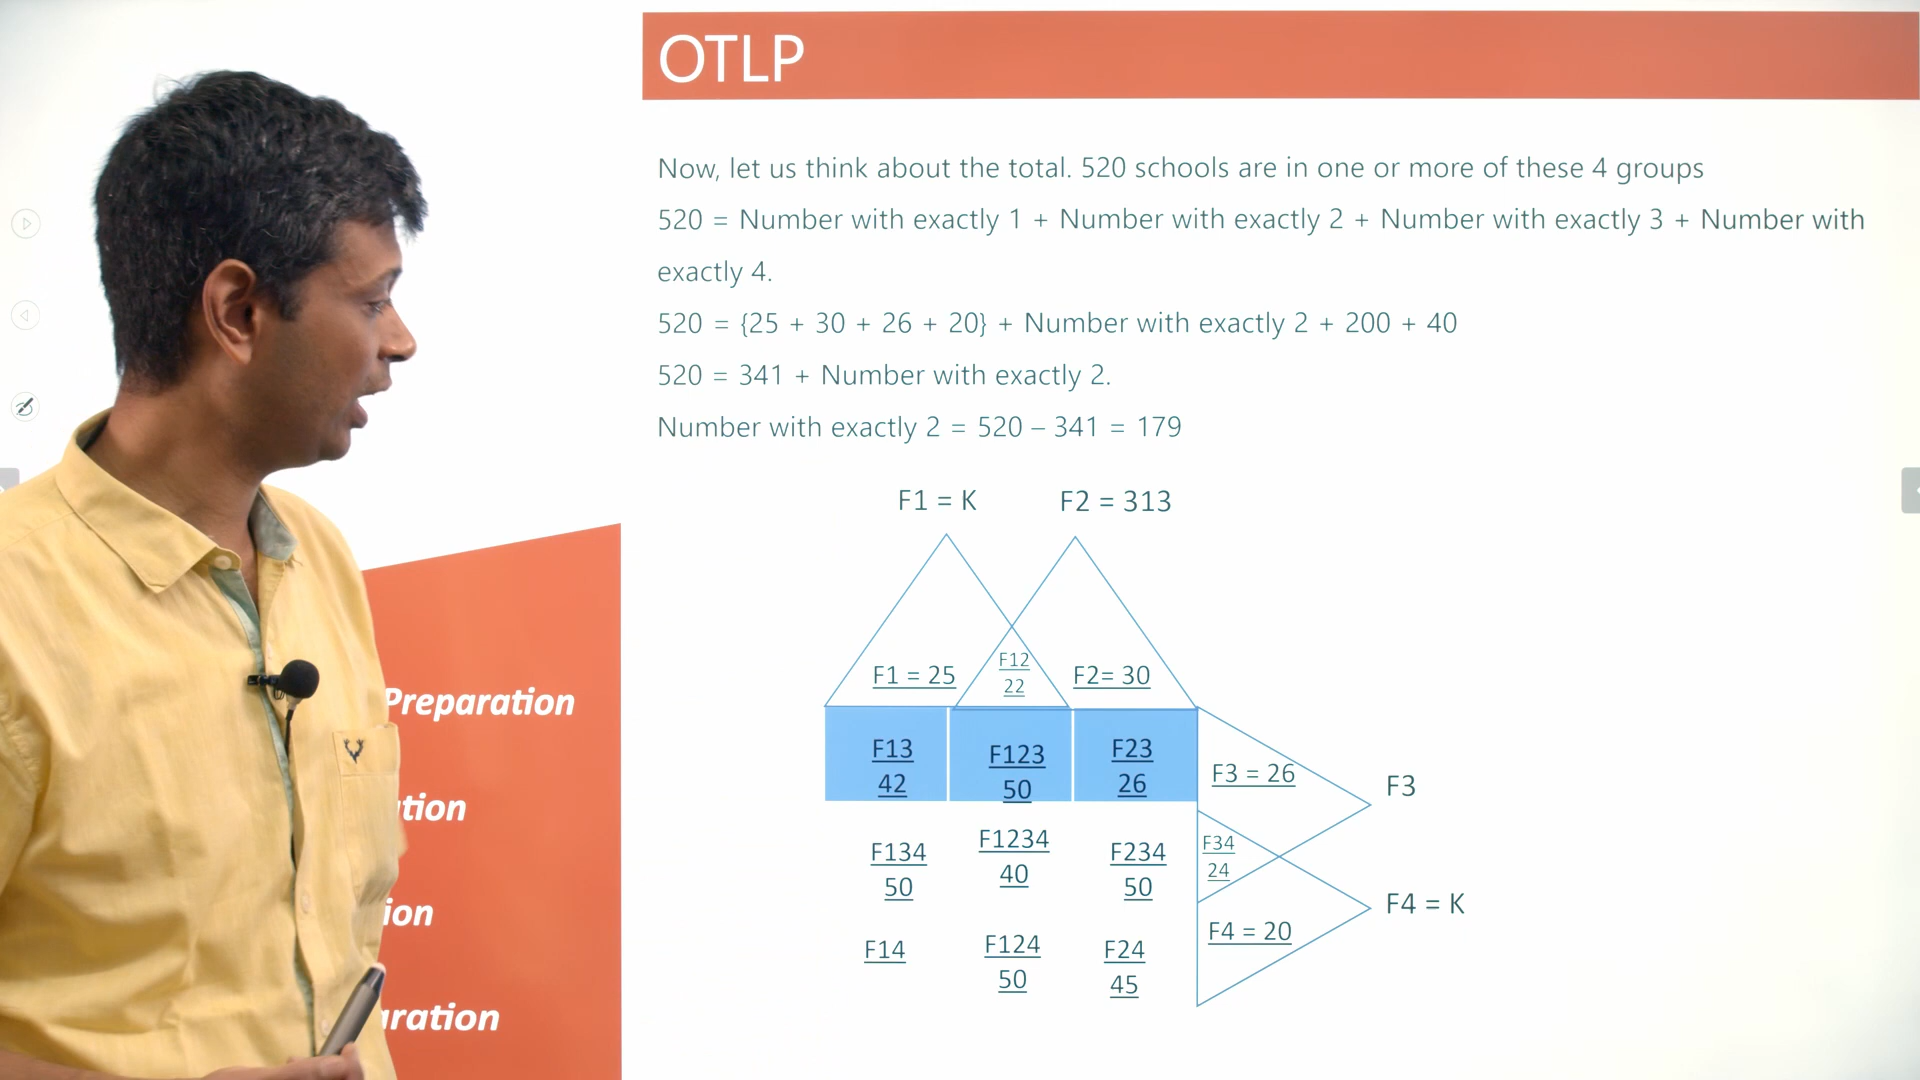 OTLP
Now, let us think about the total. 520 schools are in one or more of these 4 groups
520 = Number with exactly 1 + Number with exactly 2 + Number with exactly 3 + Number with
exactly 4.
520 = {25 + 30 + 26 + 20} + Number with exactly 2 + 200 + 40
520 = 341 + Number with exactly 2.
Number with exactly 2 = 520 – 341 = 179
F1 = K F2 = 313
F12
F1 = 25 22 F2= 30
F13 F123 F23
42 50 26
F3 = 26 F3
F134 F1234 F234 F34
50 40 50 24
F4 = K
F4 = 20
F14 F124 F24
50 45
Preparation
tion
ion
aration